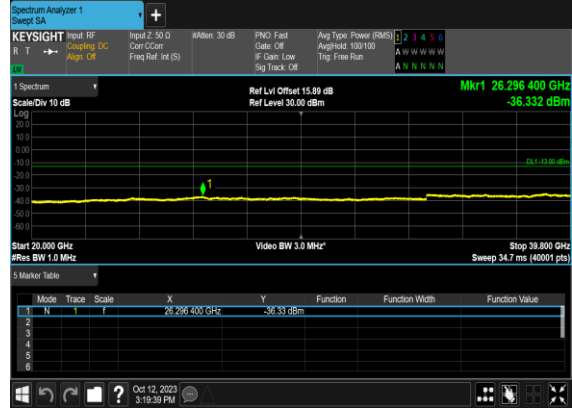 Spectrum Analyzer 1
Swept SA
+
KEYSIGHT Input: RF Input Z: 50 Ω #Atten: 30 dB PNO: Fast Avg Type: Power (RMS) 1 2 3 4 5 6
R T Coupling: DC Corr CCorr Gate: Off Avg|Hold: 100/100 A W W W W W
Align: Off Freq Ref: Int (S) IF Gain: Low Trig: Free Run
Sig Track: Off A N N N N N
1 Spectrum Ref Lvl Offset 15.89 dB Mkr1 26.296 400 GHz
Scale/Div 10 dB Ref Level 30.00 dBm -36.332 dBm
Log
20.0
10.0
0.00
-10.0 DL1 -13.00 dBm
-20.0
-30.0 1
-40.0
-50.0
-60.0
Start 20.000 GHz Video BW 3.0 MHz* Stop 39.800 GHz
#Res BW 1.0 MHz Sweep 34.7 ms (40001 pts)
5 Marker Table
Mode Trace Scale X Y Function Function Width Function Value
1 N 1 f 26.296 400 GHz -36.33 dBm
2
3
4
5
6
? Oct 12, 2023
3:19:39 PM